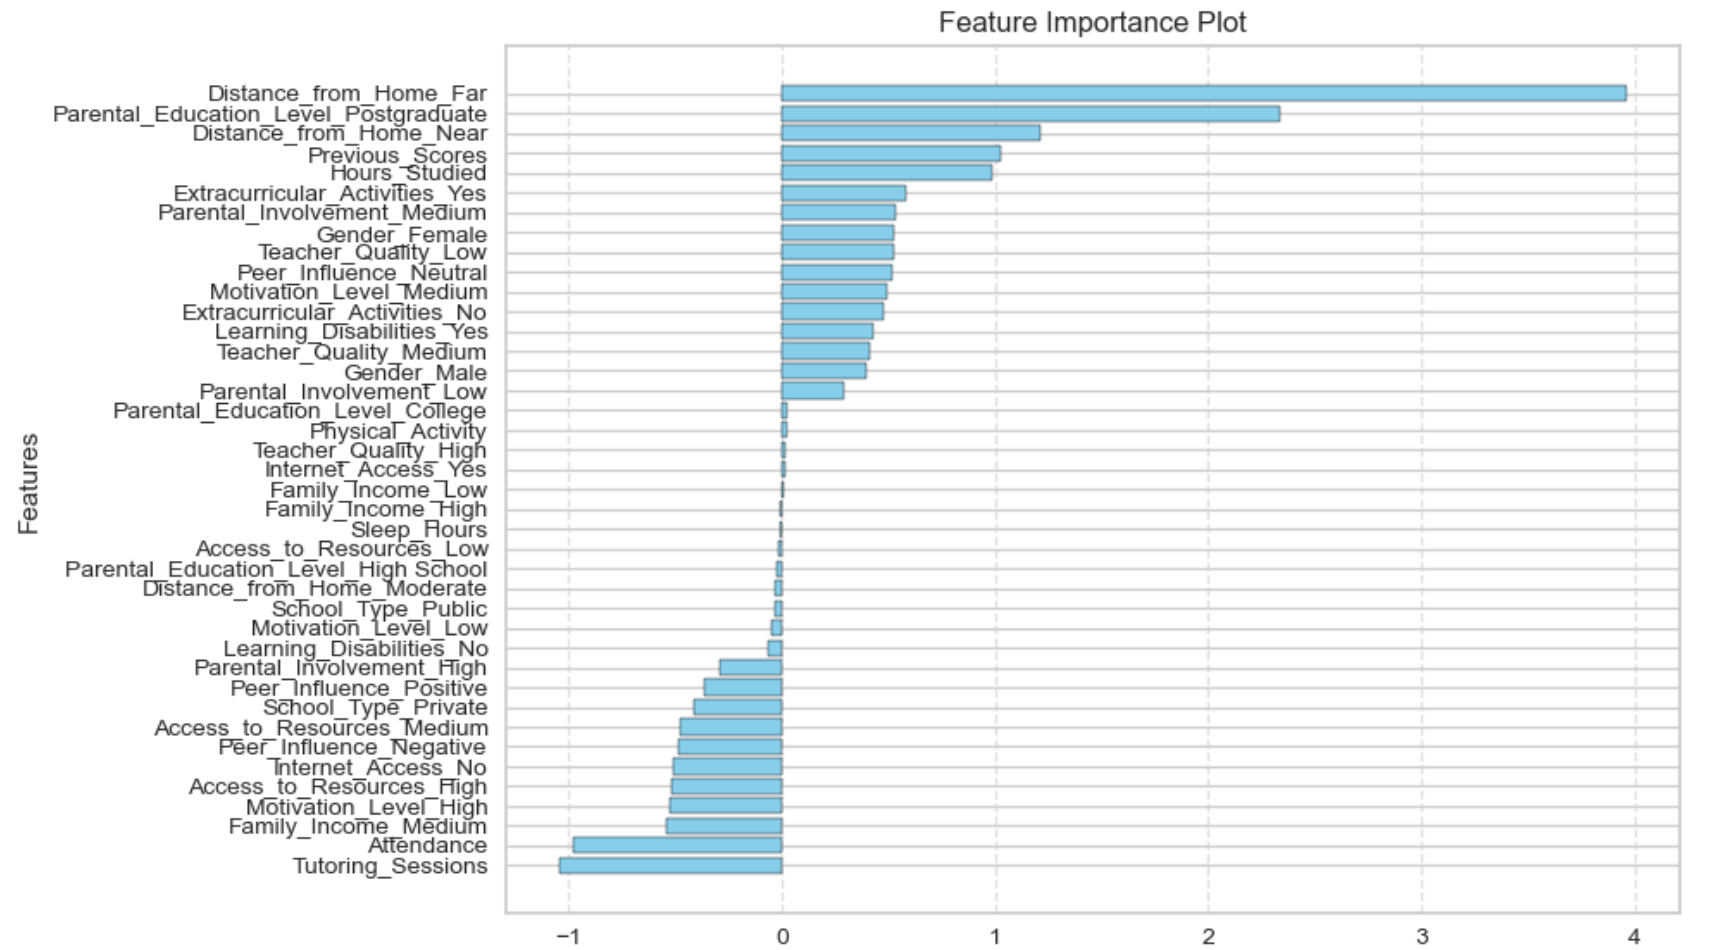 Feature Importance Plot
Distance_from_Home_Far
Parental_Education_Level_Postgraduate
Distance_from_Home_Near
Previous_Scores
Hours_Studied
Extracurricular_Activities_Yes
Parental_Involvement_Medium
Gender_Female
Teacher_Quality_Low
Peer_Influence_Neutral
Motivation_Level_Medium
Extracurricular_Activities_No
Learning_Disabilities_Yes
Teacher_Quality_Medium
Gender_Male
Parental_Involvement_Low
Parental_Education_Level_College
Physical_Activity
Teacher_Quality_High
Internet_Access_Yes
Family_Income_Low
Family_Income_High
Sleep_Hours
Access_to_Resources_Low
Parental_Education_Level_High School
Distance_from_Home_Moderate
School_Type_Public
Motivation_Level_Low
Learning_Disabilities_No
Parental_Involvement_High
Peer_Influence_Positive
School_Type_Private
Access_to_Resources_Medium
Peer_Influence_Negative
Internet_Access_No
Access_to_Resources_High
Motivation_Level_High
Family_Income_Medium
Attendance
Tutoring_Sessions
Features
−1 0 1 2 3 4